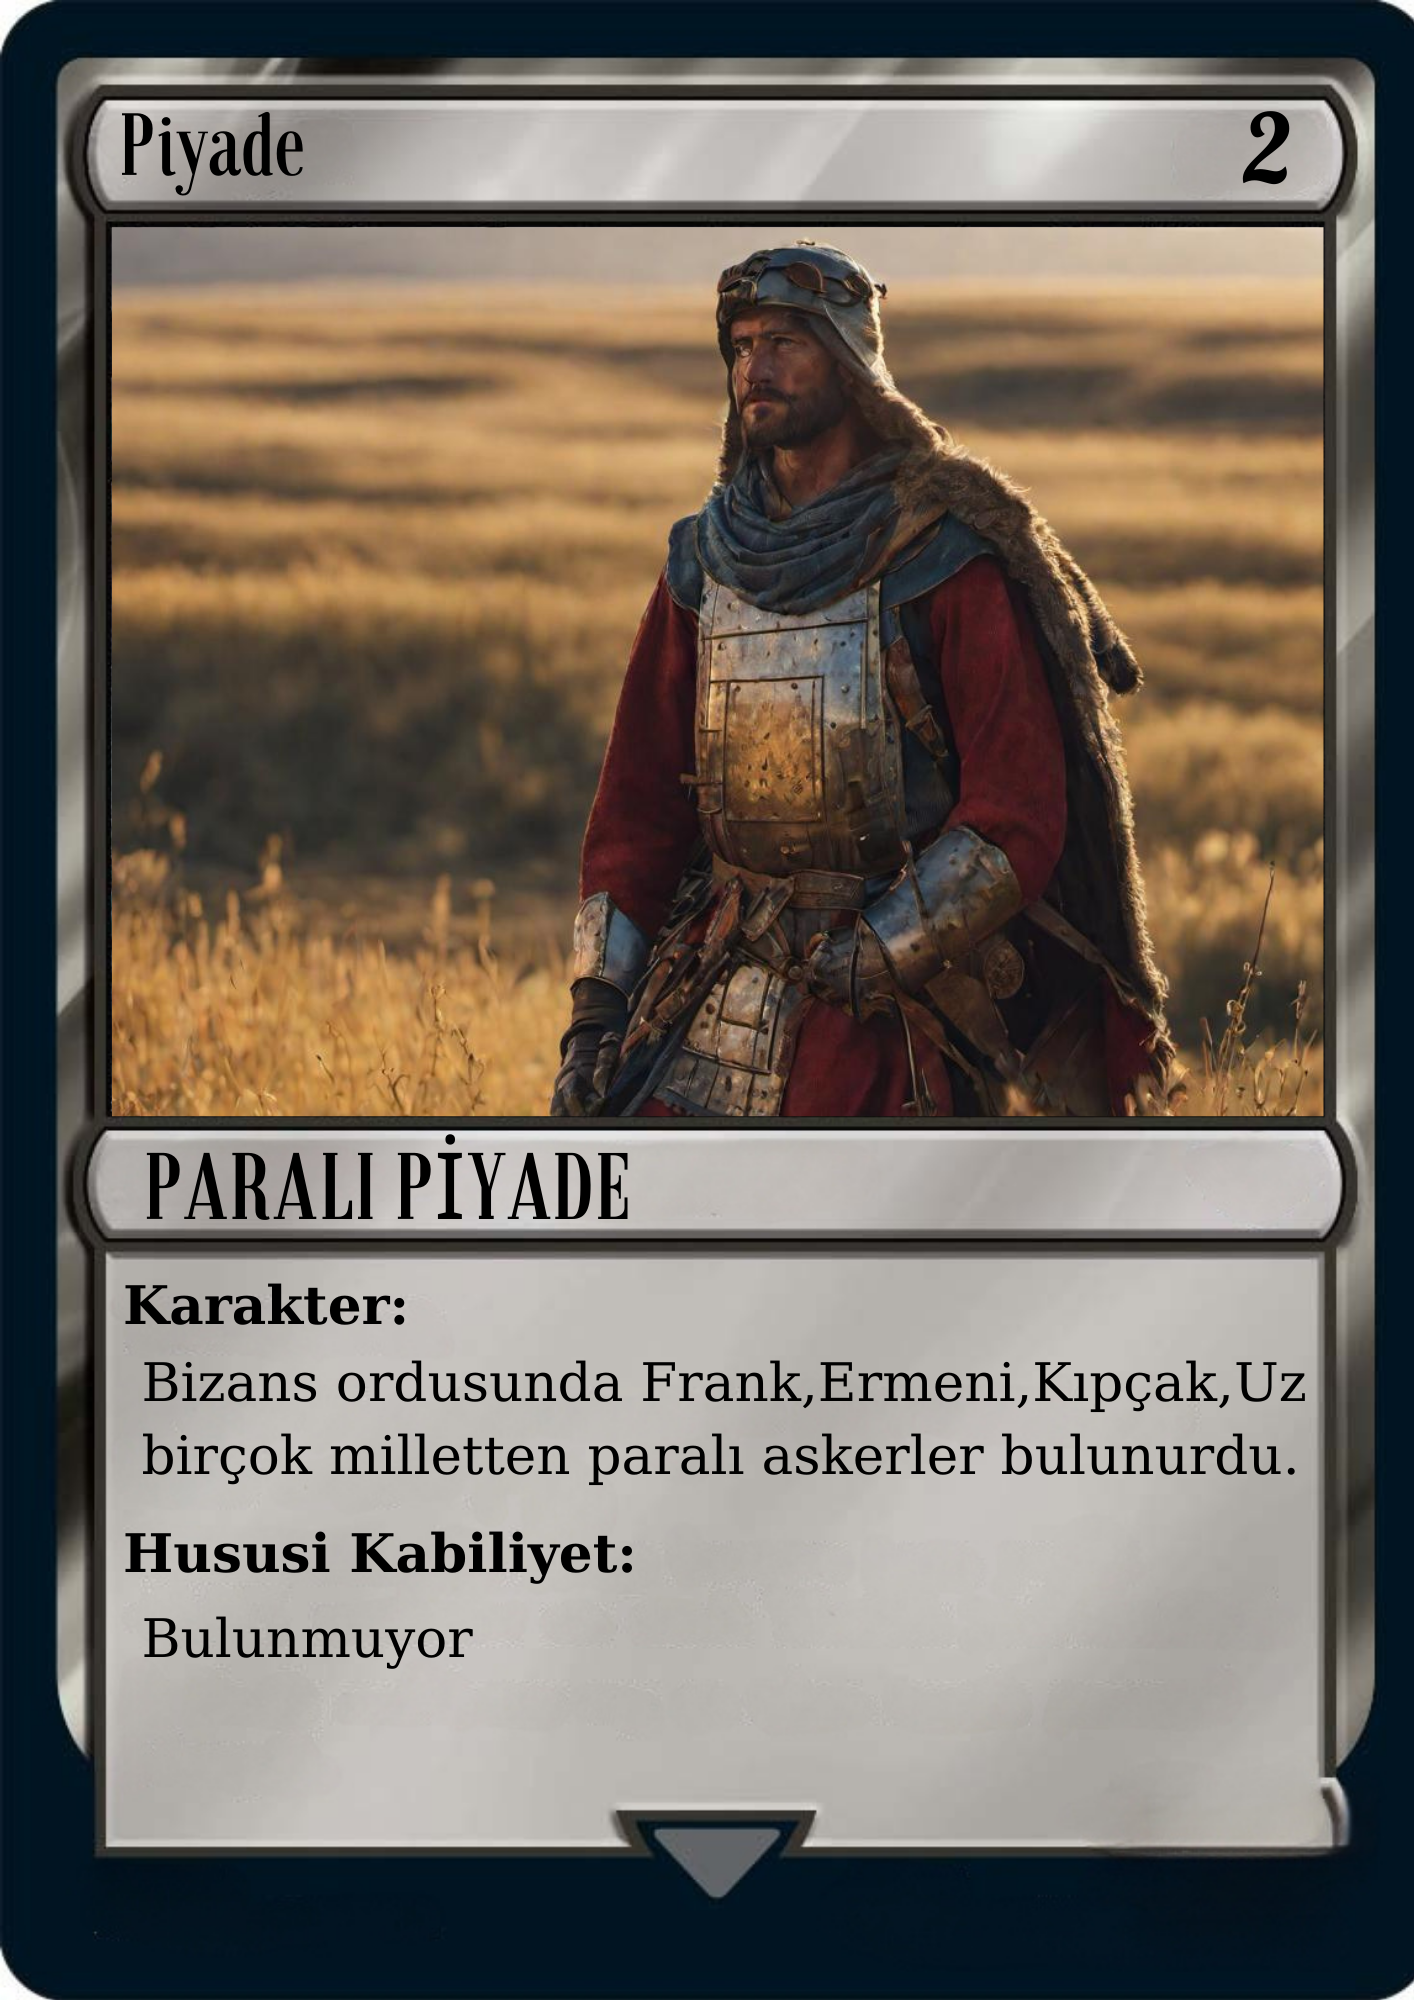 Piyade
2
PARALI PİYADE
Karakter:
Bizans ordusunda Frank,Ermeni,Kıpçak,Uz
birçok milletten paralı askerler bulunurdu.
Hususi Kabiliyet:
Bulunmuyor